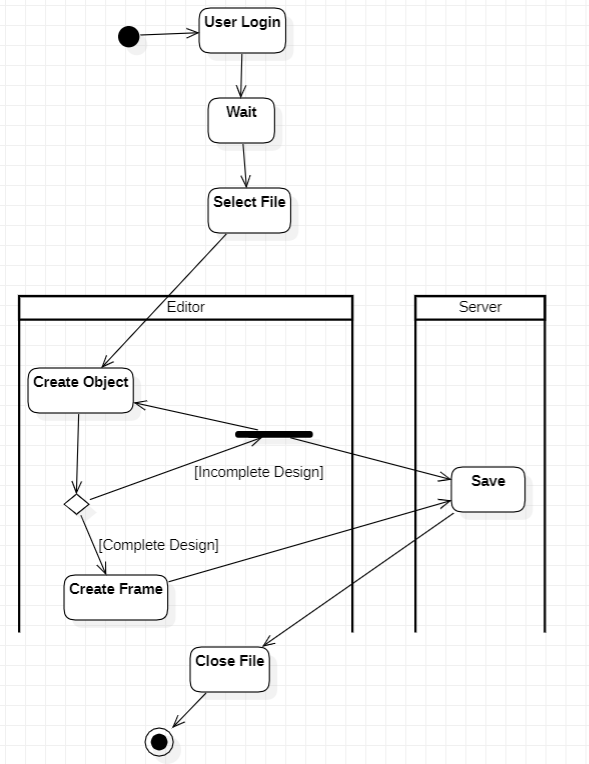 User Login
Wait
Select File
Editor
Server
Create Object
[Incomplete Design]
Save
[Complete Design]
Create Frame
Close File